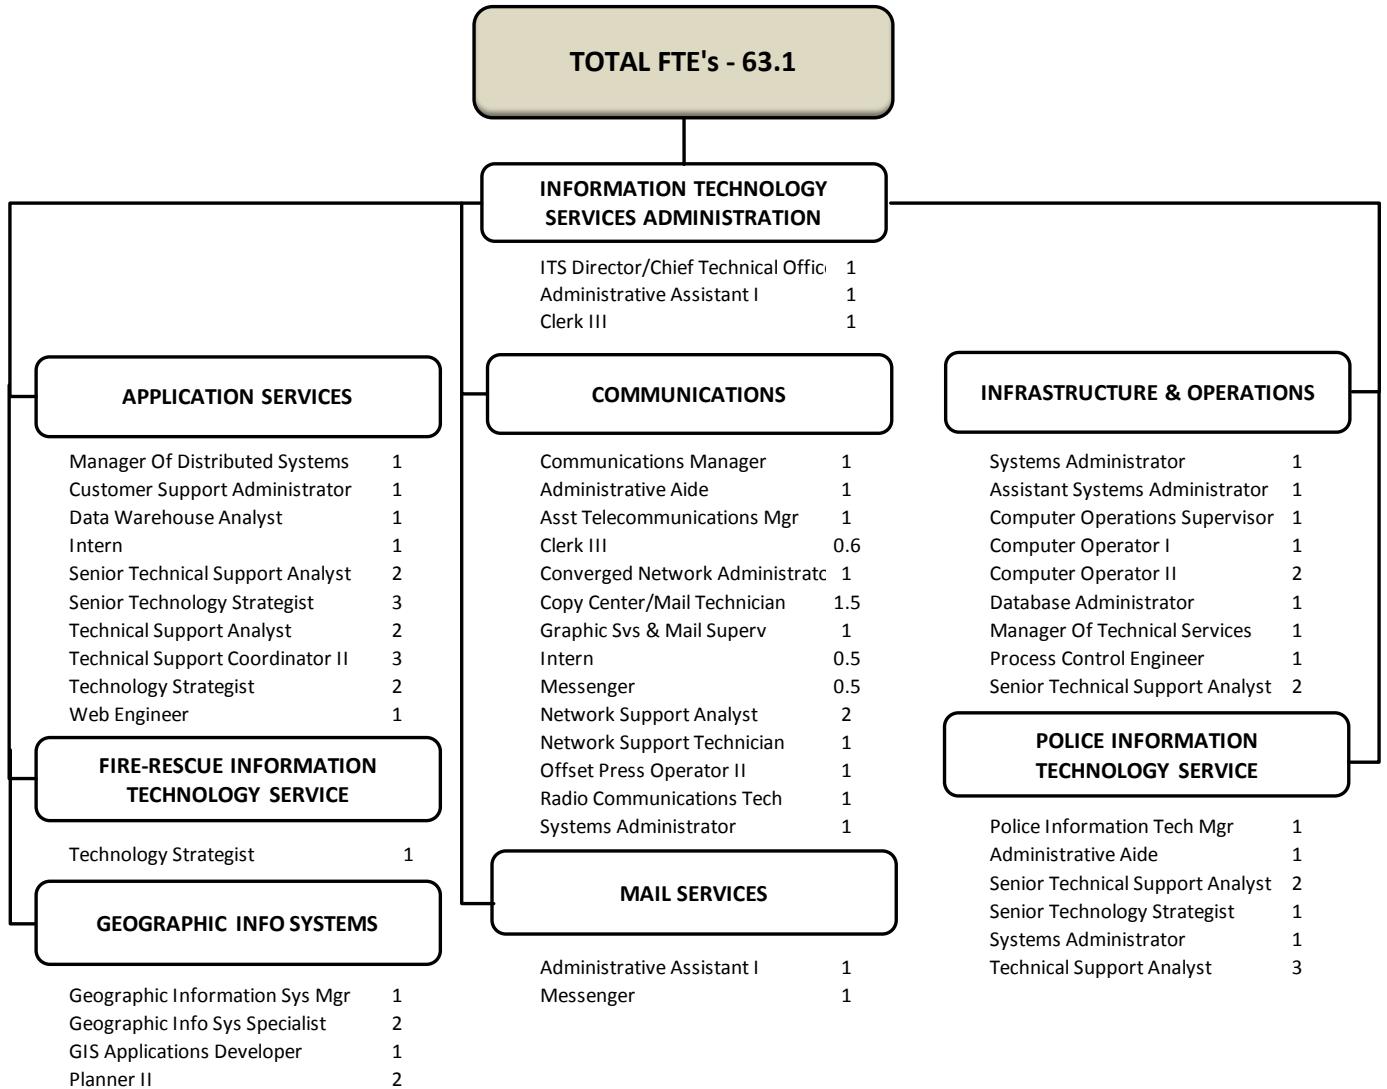 TOTAL FTE's - 63.1
INFORMATION TECHNOLOGY
SERVICES ADMINISTRATION
ITS Director/Chief Technical Offic 1
Administrative Assistant I 1
Clerk III 1
APPLICATION SERVICES
Manager Of Distributed Systems 1
Customer Support Administrator 1
Data Warehouse Analyst 1
Intern 1
Senior Technical Support Analyst 2
Senior Technology Strategist 3
Technical Support Analyst 2
Technical Support Coordinator II 3
Technology Strategist 2
Web Engineer 1
FIRE-RESCUE INFORMATION
TECHNOLOGY SERVICE
Technology Strategist 1
GEOGRAPHIC INFO SYSTEMS
Geographic Information Sys Mgr 1
Geographic Info Sys Specialist 2
GIS Applications Developer 1
Planner II 2
COMMUNICATIONS
Communications Manager 1
Administrative Aide 1
Asst Telecommunications Mgr 1
Clerk III 0.6
Converged Network Administrato 1
Copy Center/Mail Technician 1.5
Graphic Svs & Mail Superv 1
Intern 0.5
Messenger 0.5
Network Support Analyst 2
Network Support Technician 1
Offset Press Operator II 1
Radio Communications Tech 1
Systems Administrator 1
MAIL SERVICES
Administrative Assistant I 1
Messenger 1
INFRASTRUCTURE & OPERATIONS
Systems Administrator 1
Assistant Systems Administrator 1
Computer Operations Supervisor 1
Computer Operator I 1
Computer Operator II 2
Database Administrator 1
Manager Of Technical Services 1
Process Control Engineer 1
Senior Technical Support Analyst 2
POLICE INFORMATION
TECHNOLOGY SERVICE
Police Information Tech Mgr 1
Administrative Aide 1
Senior Technical Support Analyst 2
Senior Technology Strategist 1
Systems Administrator 1
Technical Support Analyst 3